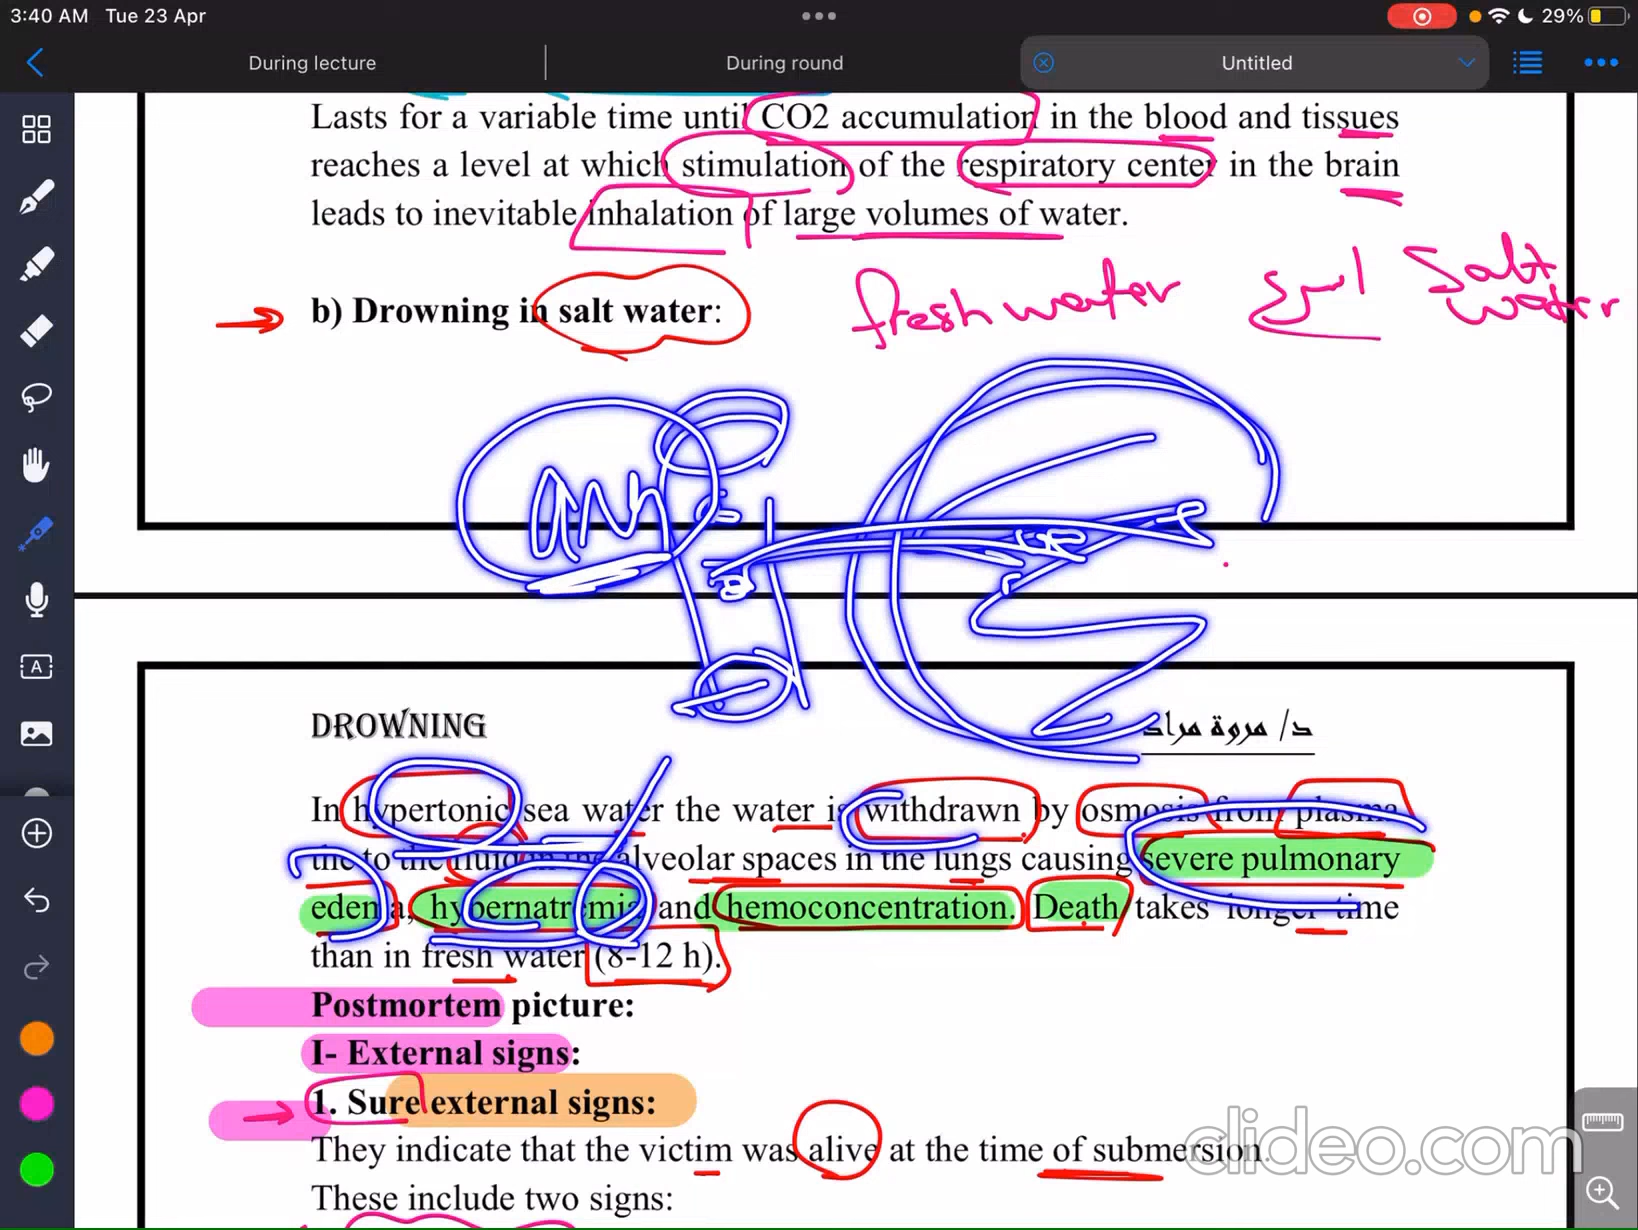 3:40 AM Tue 23 Apr
29%
During lecture
During round
Untitled
Lasts for a variable time until CO2 accumulation in the blood and tissues
reaches a level at which stimulation of the respiratory center in the brain
leads to inevitable inhalation of large volumes of water.
b) Drowning in salt water:
fresh water
اسرع
Salt
water
DROWNING
د/ مروة مراد
In hypertonic sea water the water is withdrawn by osmosis from plasma
the to the fluid in the alveolar spaces in the lungs causing severe pulmonary
edema, hypernatremia and hemoconcentration. Death takes longer time
than in fresh water (8-12 h).
Postmortem picture:
I- External signs:
1. Sure external signs:
They indicate that the victim was alive at the time of submersion.
These include two signs:
clideo.com